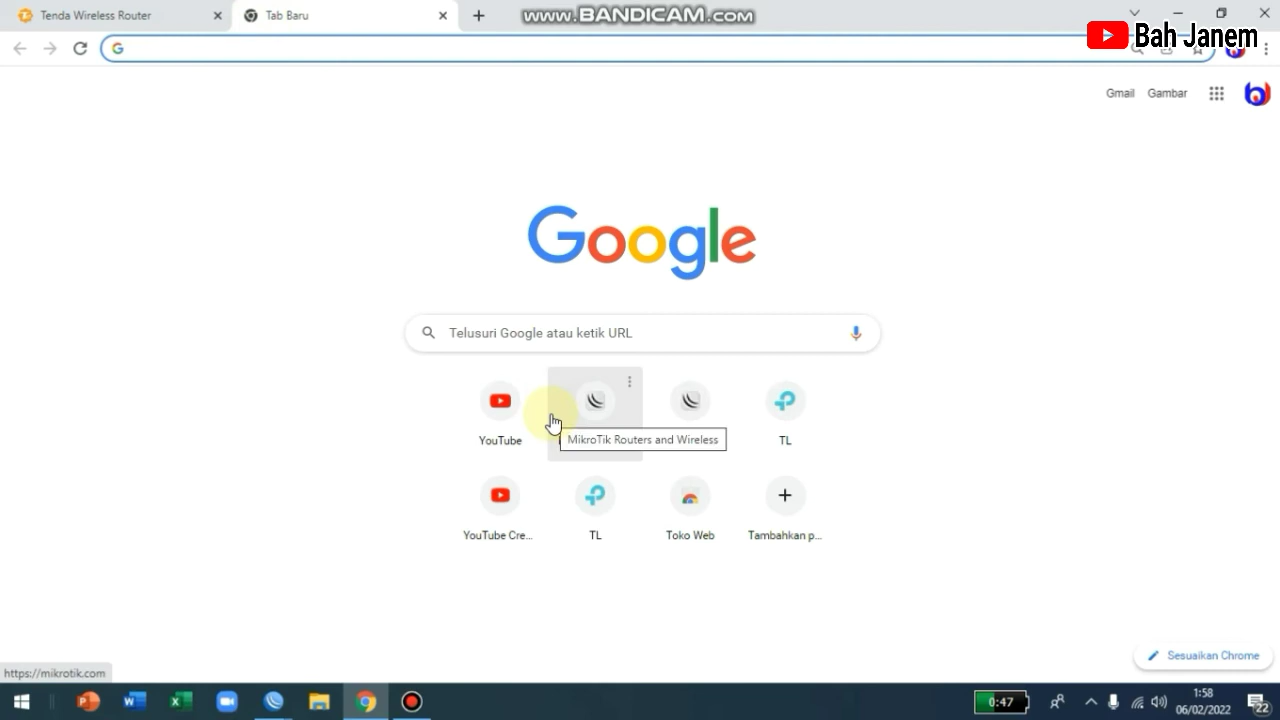 Tenda Wireless Router
Tab Baru
www.BANDICAM.com
Bah Janem
Gmail
Gambar
Google
Telusuri Google atau ketik URL
MikroTik Routers and Wireless
YouTube
TL
YouTube Cre...
TL
Toko Web
Tambahkan p...
Sesuaikan Chrome
https://mikrotik.com
0:47
1:58
06/02/2022
22